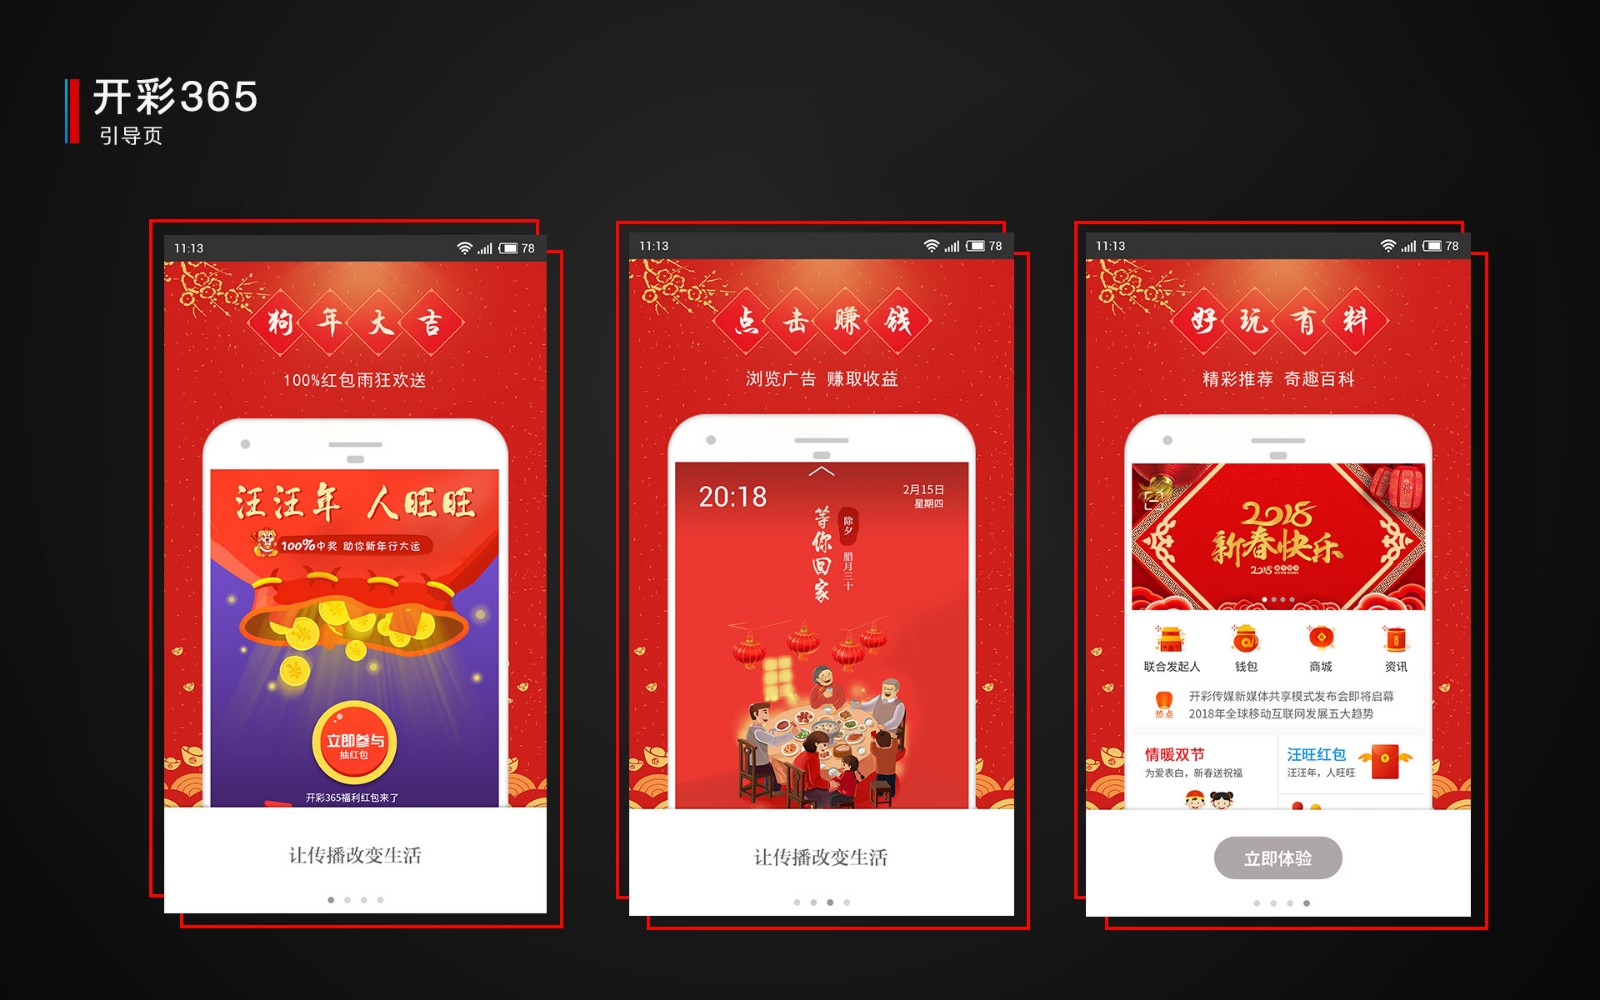 开彩365
引导页
11:13
78
狗年大吉
100%红包雨狂欢送
汪汪年 人旺旺
100%中奖 助你新年行大运
立即参与
抽红包
开彩365福利红包来了
让传播改变生活
11:13
78
点击赚钱
浏览广告 赚取收益
20:18
2月15日
星期四
等你回家
除夕
腊月三十
让传播改变生活
11:13
78
好玩有料
精彩推荐 奇趣百科
2018
新春快乐
2018
联合发起人
钱包
商城
资讯
热点
开彩传媒新媒体共享模式发布会即将启幕
2018年全球移动互联网发展五大趋势
情暖双节
为爱表白，新春送祝福
汪旺红包
汪汪年，人旺旺
立即体验